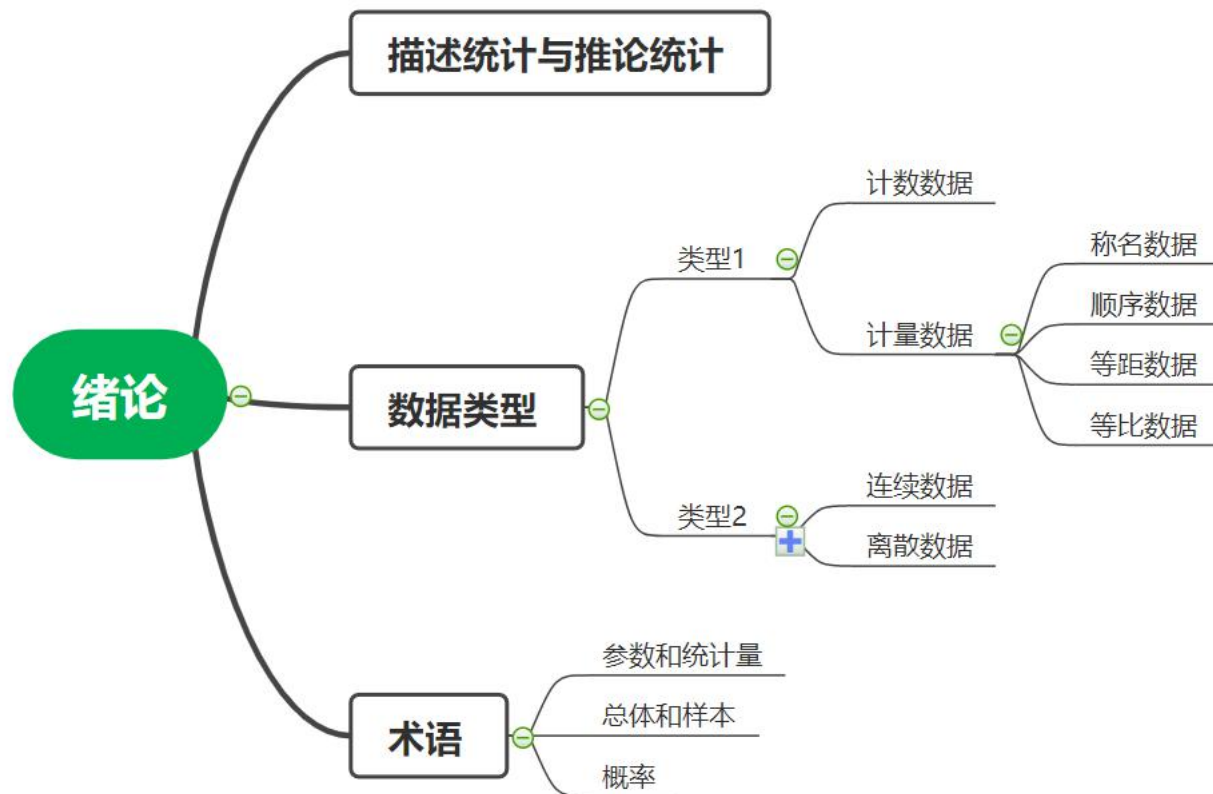 描述统计与推论统计
计数数据
称名数据
类型1
顺序数据
计量数据
等距数据
绪论
数据类型
等比数据
连续数据
类型2
离散数据
参数和统计量
总体和样本
术语
概率